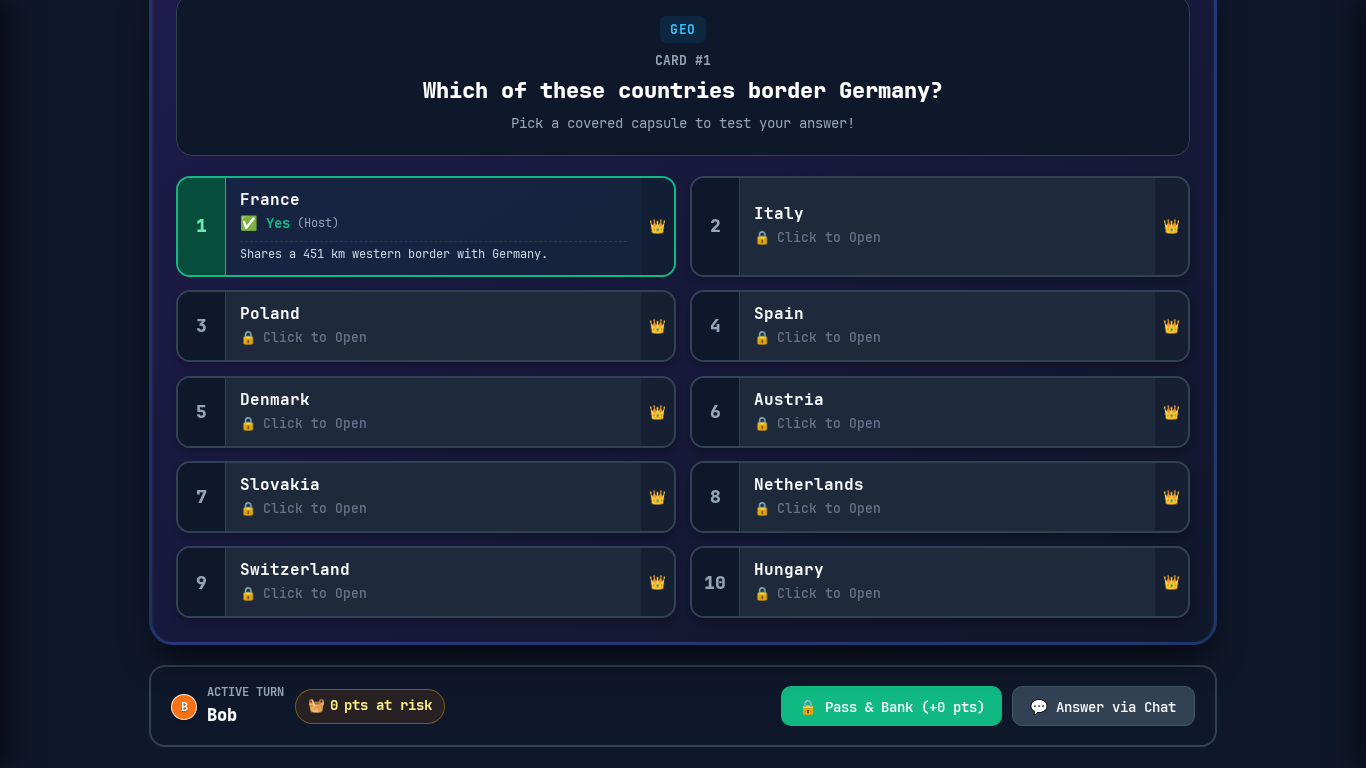 GEO
CARD #1
Which of these countries border Germany?
Pick a covered capsule to test your answer!
1
France
✅ Yes (Host)
Shares a 451 km western border with Germany.
👑
2
Italy
🔒 Click to Open
👑
3
Poland
🔒 Click to Open
👑
4
Spain
🔒 Click to Open
👑
5
Denmark
🔒 Click to Open
👑
6
Austria
🔒 Click to Open
👑
7
Slovakia
🔒 Click to Open
👑
8
Netherlands
🔒 Click to Open
👑
9
Switzerland
🔒 Click to Open
👑
10
Hungary
🔒 Click to Open
👑
B
ACTIVE TURN
Bob
🧺 0 pts at risk
🔒 Pass & Bank (+0 pts)
💬 Answer via Chat